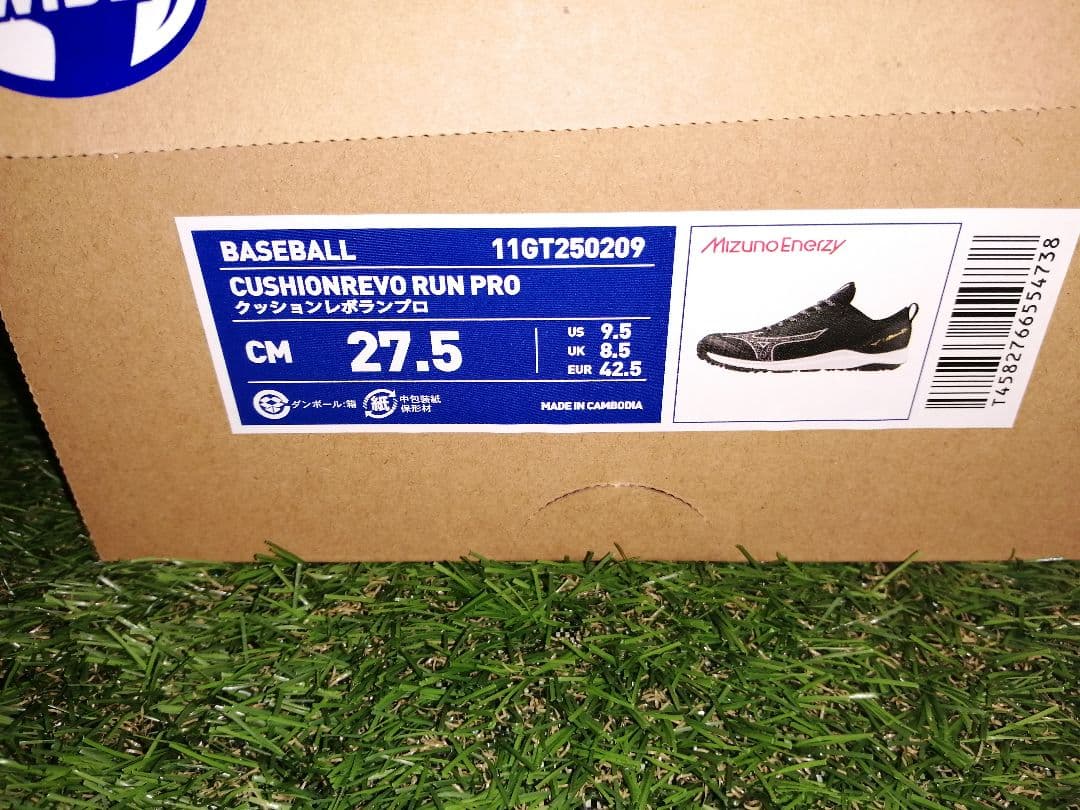 BASEBALL 11GT250209
CUSHIONREVO RUN PRO
クッションレボランプロ
CM 27.5
US 9.5
UK 8.5
EUR 42.5
ダンボール:箱
紙 中包装紙
保形材
MADE IN CAMBODIA
MizunoEnerzy
T4582766554738